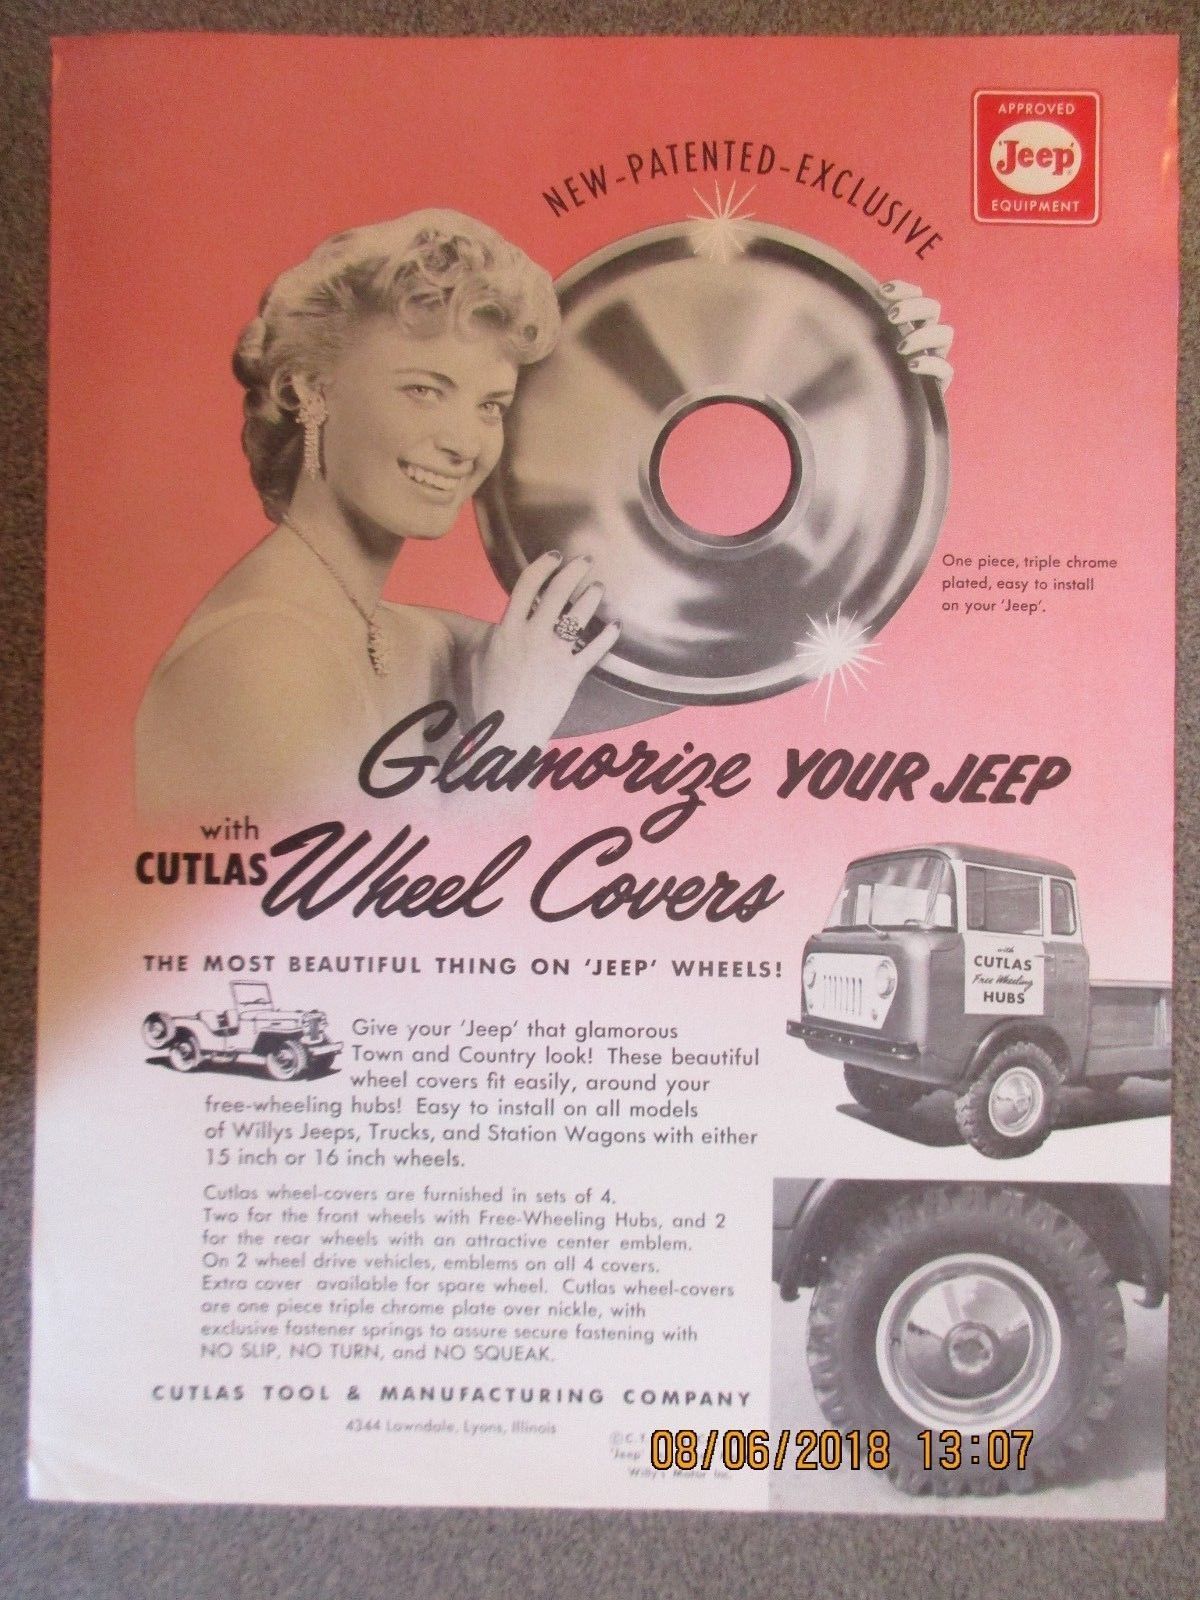 APPROVED
'Jeep'
EQUIPMENT
NEW-PATENTED-EXCLUSIVE
One piece, triple chrome
plated, easy to install
on your 'Jeep'.
Glamorize YOUR JEEP
with
CUTLAS Wheel Covers
THE MOST BEAUTIFUL THING ON 'JEEP' WHEELS!
with
CUTLAS
Free Wheeling
HUBS
Give your 'Jeep' that glamorous
Town and Country look! These beautiful
wheel covers fit easily, around your
free-wheeling hubs! Easy to install on all models
of Willys Jeeps, Trucks, and Station Wagons with either
15 inch or 16 inch wheels.
Cutlas wheel-covers are furnished in sets of 4.
Two for the front wheels with Free-Wheeling Hubs, and 2
for the rear wheels with an attractive center emblem.
On 2 wheel drive vehicles, emblems on all 4 covers.
Extra cover available for spare wheel. Cutlas wheel-covers
are one piece triple chrome plate over nickle, with
exclusive fastener springs to assure secure fastening with
NO SLIP, NO TURN, and NO SQUEAK.
CUTLAS TOOL & MANUFACTURING COMPANY
4344 Lawndale, Lyons, Illinois
'Jeep'
Willy's Motor Inc.
08/06/2018 13:07